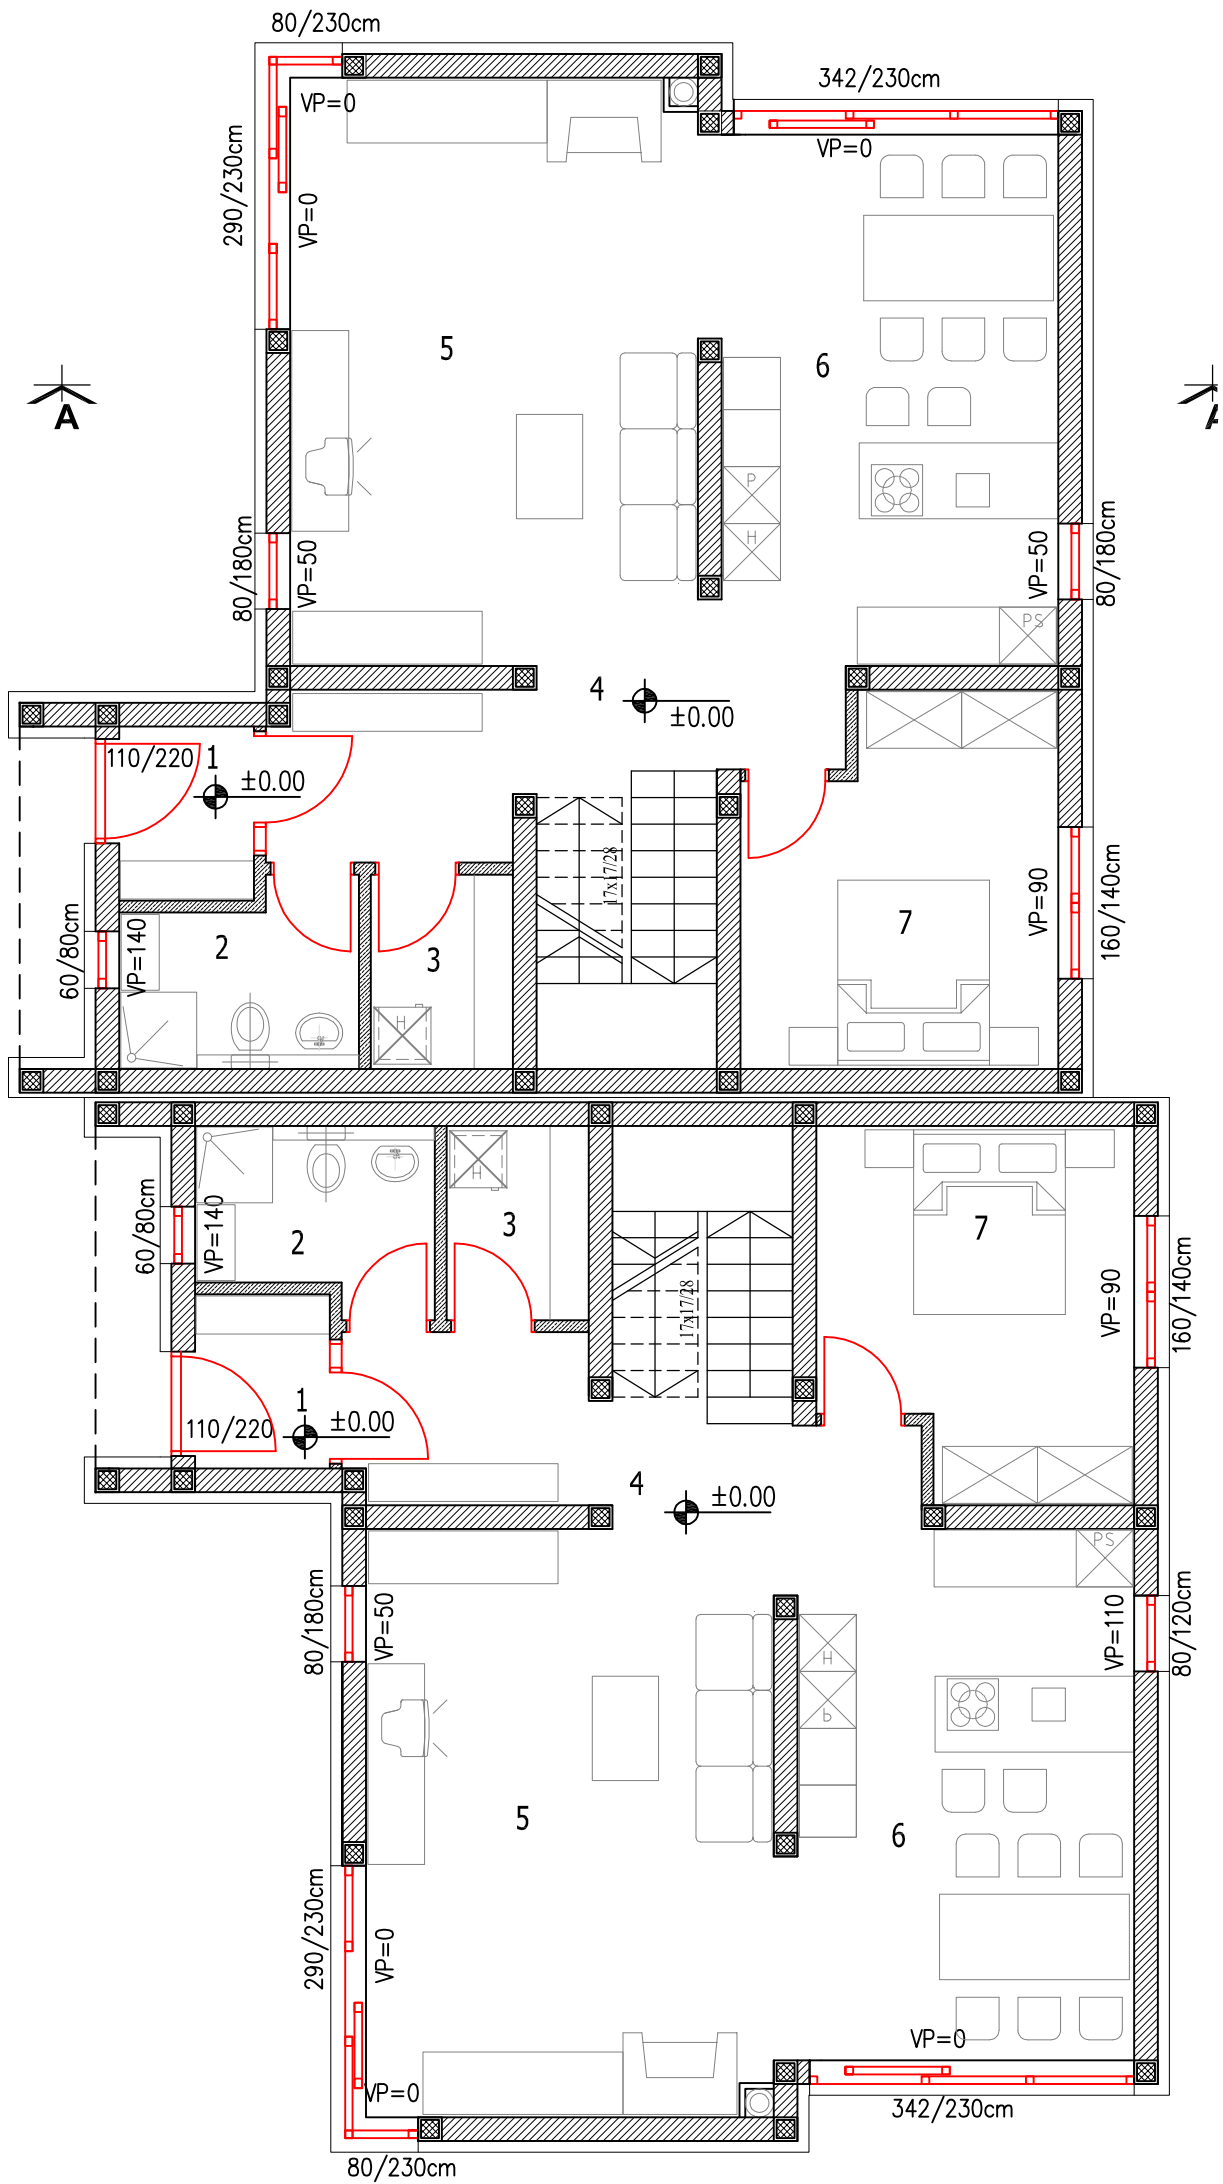 80/230cm
342/230cm
VP=0
VP=0
290/230cm
VP=0
5
6
A
A
P
H
80/180cm
VP=50
VP=50
80/180cm
PS
4
±0.00
110/220
1
±0.00
17x17/28
60/80cm
VP=140
2
3
H
7
VP=90
160/140cm
60/80cm
VP=140
2
3
H
7
VP=90
160/140cm
17x17/28
1
110/220
±0.00
4
±0.00
PS
80/180cm
VP=50
VP=110
80/120cm
H
P
5
6
290/230cm
VP=0
VP=0
VP=0
342/230cm
80/230cm